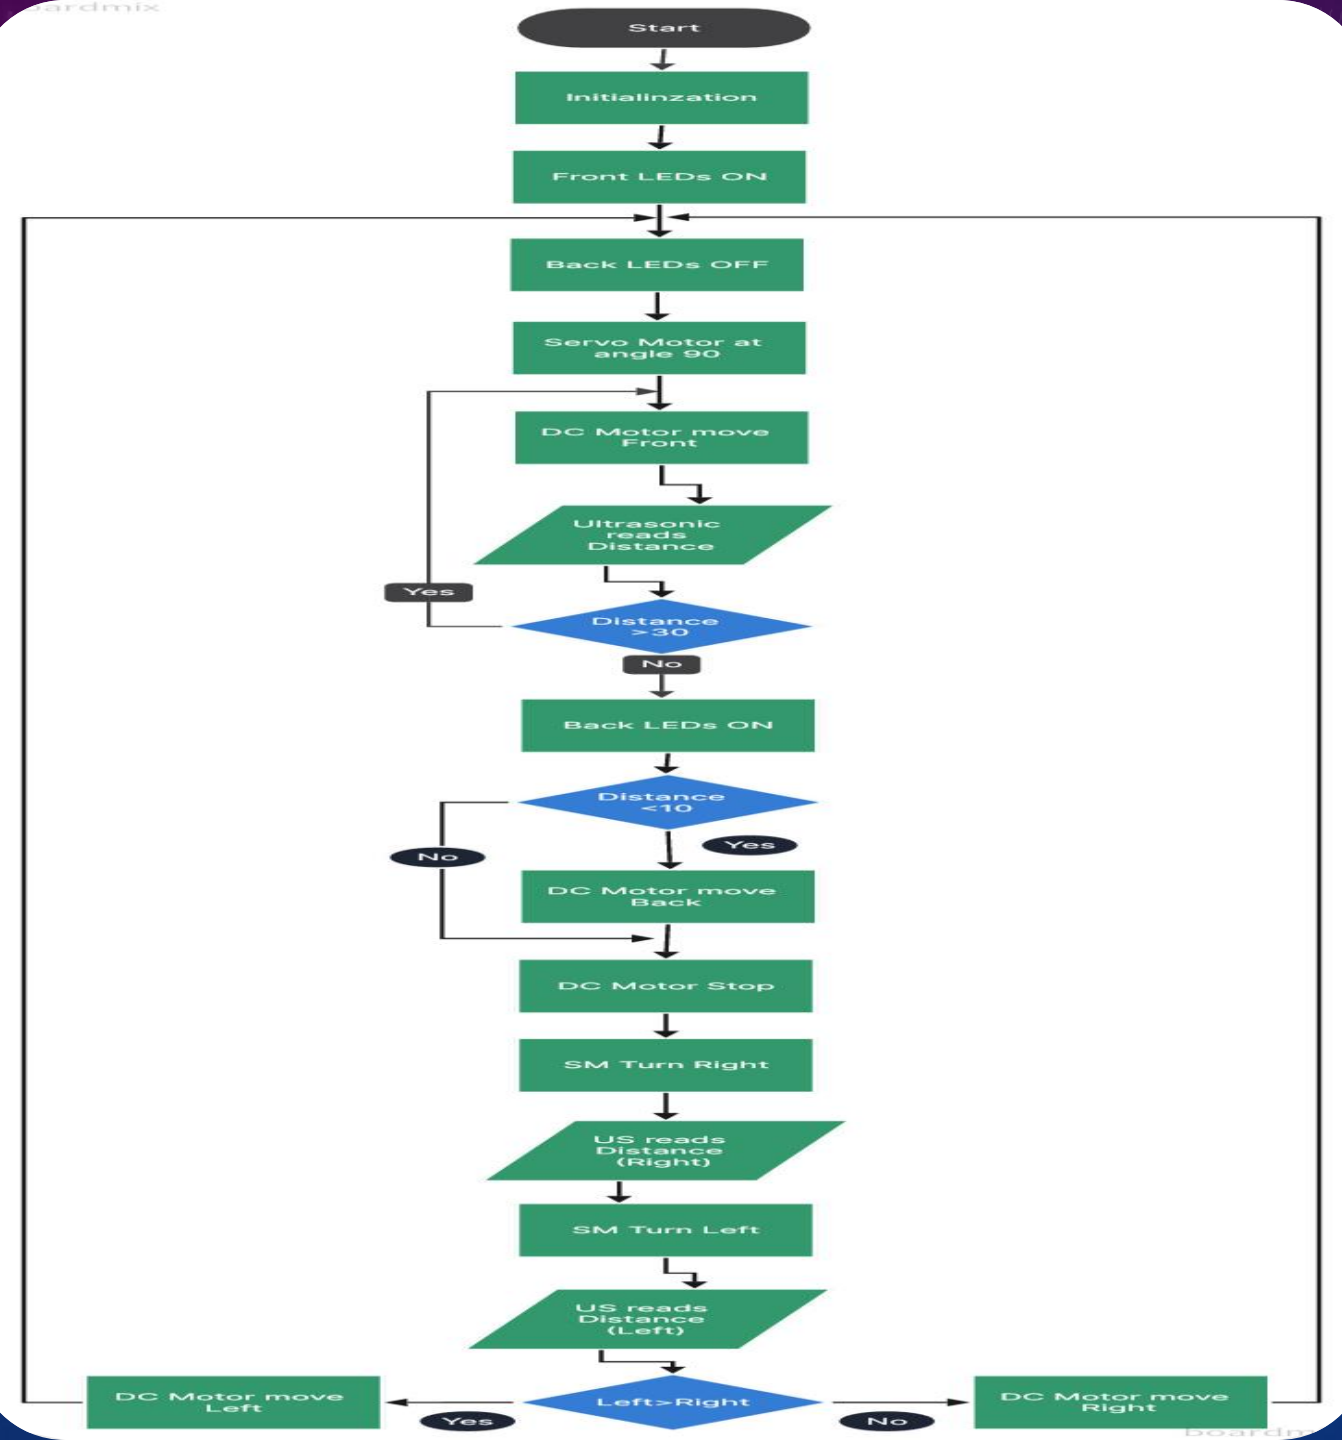 boardmix
Start
Initialinzation
Front LEDs ON
Back LEDs OFF
Servo Motor at
angle 90
DC Motor move
Front
Ultrasonic
reads
Distance
Yes
Distance
>30
No
Back LEDs ON
Distance
<10
Yes
No
DC Motor move
Back
DC Motor Stop
SM Turn Right
US reads
Distance
(Right)
SM Turn Left
US reads
Distance
(Left)
DC Motor move
Left
Yes
Left>Right
No
DC Motor move
Right